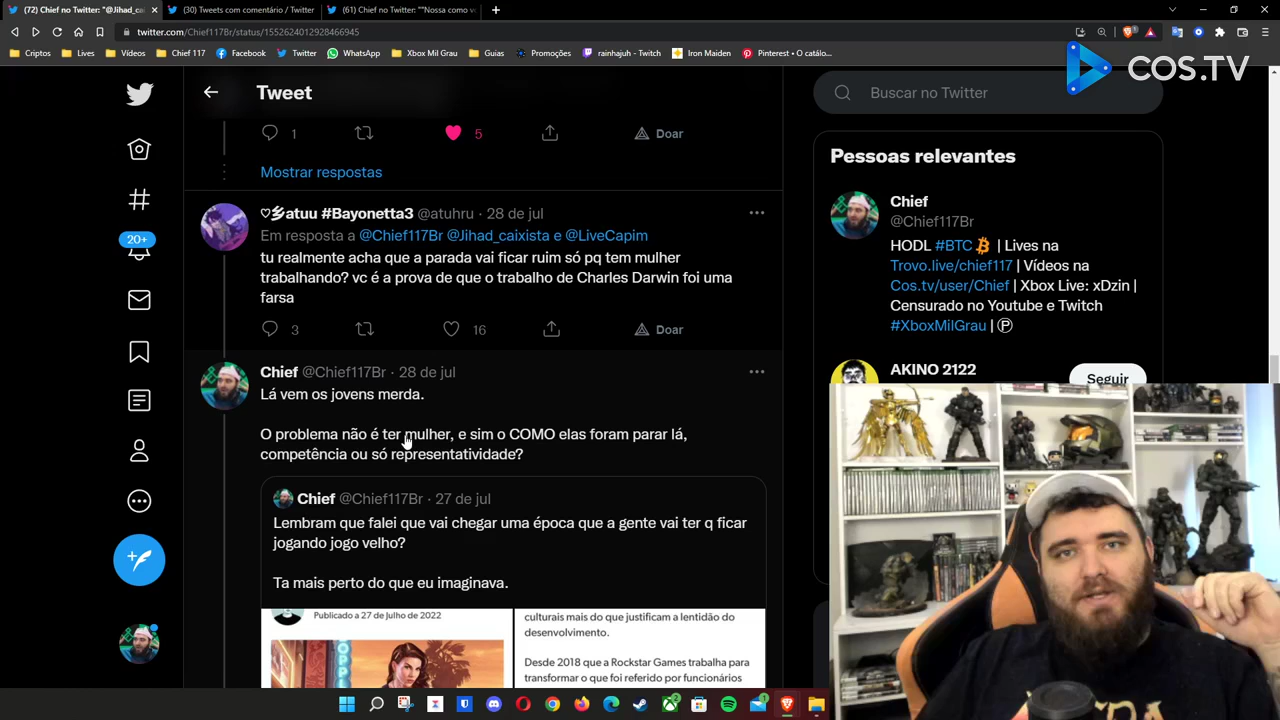 (72) Chief no Twitter: "@Jihad_cai
(30) Tweets com comentário / Twitter
(61) Chief no Twitter: ""Nossa como v
twitter.com/Chief117Br/status/1552624012928466945
Criptos
Lives
Vídeos
Chief 117
Facebook
Twitter
WhatsApp
Xbox Mil Grau
Guias
Promoções
rainhajuh - Twitch
Iron Maiden
Pinterest • O catálo...
COS.TV
Tweet
Buscar no Twitter
1
5
Doar
Mostrar respostas
Pessoas relevantes
Chief
@Chief117Br
HODL #BTC | Lives na
Trovo.live/chief117 | Vídeos na
Cos.tv/user/Chief | Xbox Live: xDzin |
Censurado no Youtube e Twitch
#XboxMilGrau | Ⓟ
AKINO 2122
Seguir
20+
♡乡atuu #Bayonetta3 @atuhru · 28 de jul
Em resposta a @Chief117Br @Jihad_caixista e @LiveCapim
tu realmente acha que a parada vai ficar ruim só pq tem mulher
trabalhando? vc é a prova de que o trabalho de Charles Darwin foi uma
farsa
3
16
Doar
Chief @Chief117Br · 28 de jul
Lá vem os jovens merda.
O problema não é ter mulher, e sim o COMO elas foram parar lá,
competência ou só representatividade?
Chief @Chief117Br · 27 de jul
Lembram que falei que vai chegar uma época que a gente vai ter q ficar
jogando jogo velho?
Ta mais perto do que eu imaginava.
Publicado a 27 de Julho de 2022
culturais mais do que justificam a lentidão do
desenvolvimento.
Desde 2018 que a Rockstar Games trabalha para
transformar o que foi referido por funcionários